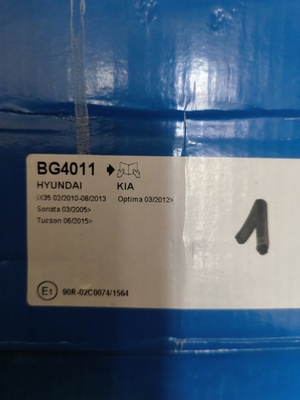 BG4011
HYUNDAI KIA
iX35 02/2010-08/2013 Optima 03/2012>
Sonata 03/2005>
Tucson 06/2015>
1
E1 90R-02C0074/1564